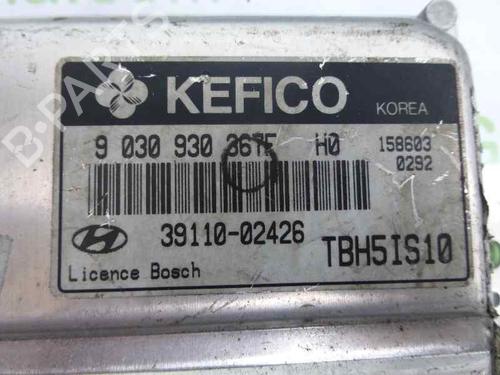 KEFICO
KOREA
9 030 930 367F H0
158603
0292
39110-02426
TBH5IS10
Licence Bosch
B-PARTS